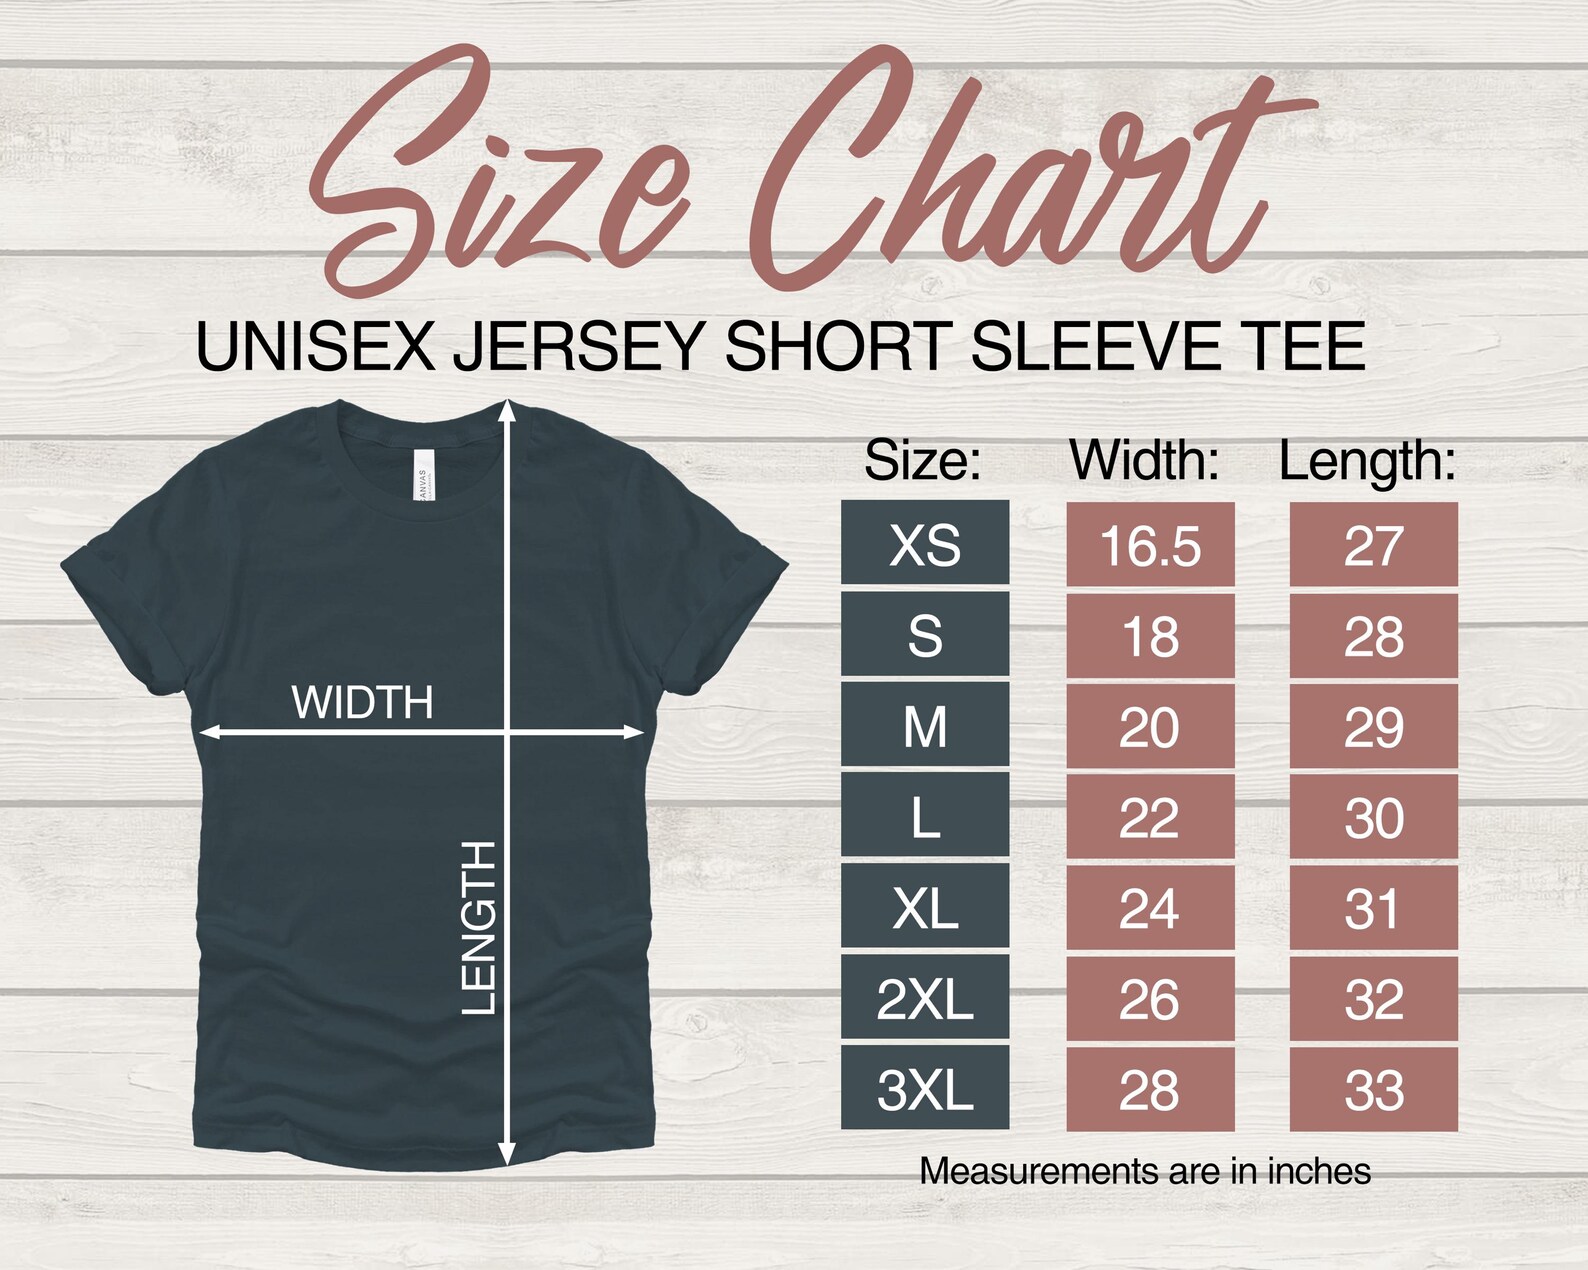 Size Chart
UNISEX JERSEY SHORT SLEEVE TEE
CANVAS
WIDTH
LENGTH
Size: Width: Length:
XS 16.5 27
S 18 28
M 20 29
L 22 30
XL 24 31
2XL 26 32
3XL 28 33
Measurements are in inches